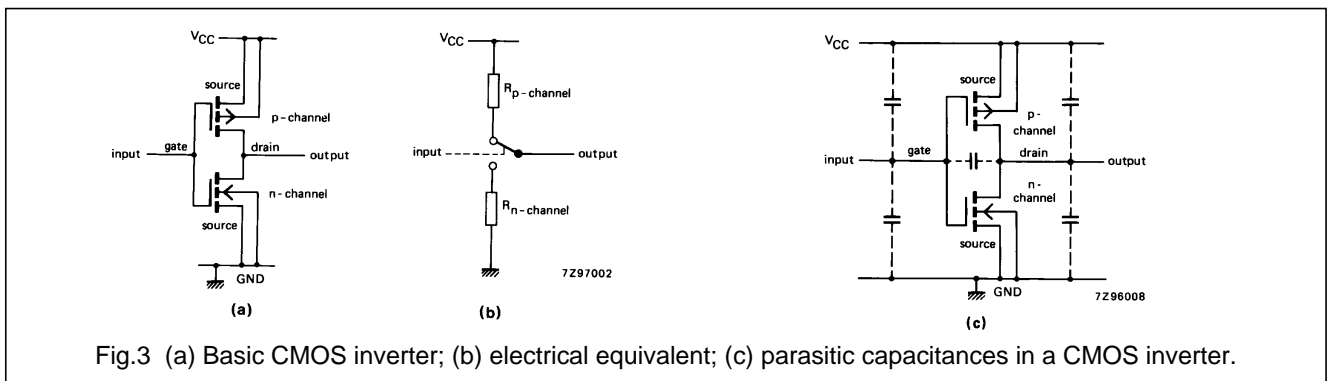 VCC
source
p-channel
gate
drain
input
output
n-channel
source
GND
(a)
VCC
Rp-channel
input
output
Rn-channel
7Z97002
(b)
VCC
source
p-
channel
input
gate
drain
output
n-
channel
source
GND
7Z96008
(c)
Fig.3 (a) Basic CMOS inverter; (b) electrical equivalent; (c) parasitic capacitances in a CMOS inverter.